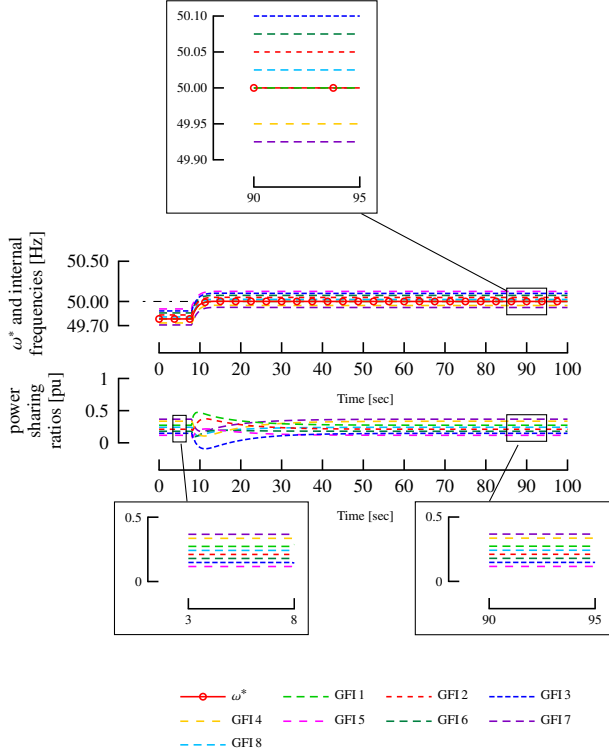 50.10
50.05
50.00
49.95
49.90
90 95
ω* and internal
frequencies [Hz]
50.50
50.00
49.70
0 10 20 30 40 50 60 70 80 90 100
Time [sec]
power
sharing
ratios [pu]
1
0.5
0
0 10 20 30 40 50 60 70 80 90 100
Time [sec]
0.5
0
3 8
0.5
0
90 95
ω* GFI 1 GFI 2 GFI 3
GFI 4 GFI 5 GFI 6 GFI 7
GFI 8